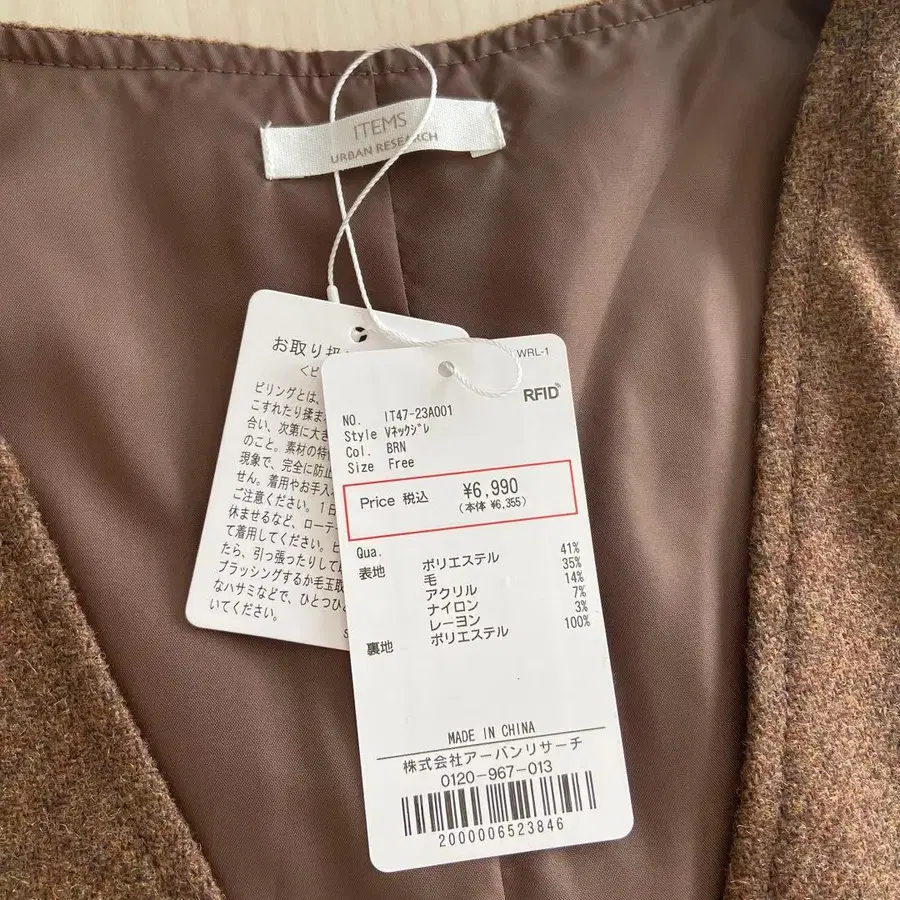 ITEMS
URBAN RESEARCH
お取り扱
<ピ
ピリングとは、
こすれたり揉ま
合い、次第に大き
のこと。素材の特
現象で、完全に防止
せん。着用やお手入
ご注意ください。1日
休ませるなど、ローテ
て着用してください。ピ
たら、引っ張ったりして
ブラッシングするか毛玉取
なハサミなどで、ひとつひと
いてください。
WRL-1
RFID
NO. IT47-23A001
Style Vネックジレ
Col. BRN
Size Free
Price 税込 ¥6,990
(本体 ¥6,355)
Qua.
表地 ポリエステル 41%
毛 35%
アクリル 14%
ナイロン 7%
レーヨン 3%
裏地 ポリエステル 100%
MADE IN CHINA
株式会社アーバンリサーチ
0120-967-013
2000006523846